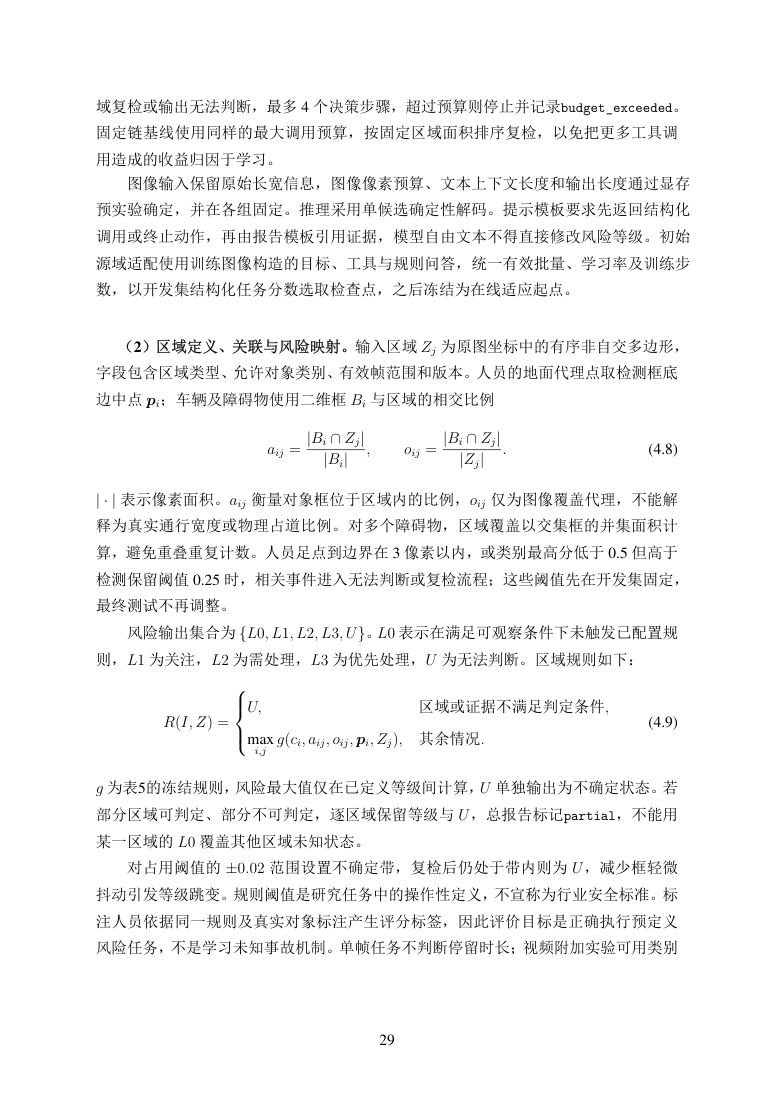 域复检或输出无法判断，最多 4 个决策步骤，超过预算则停止并记录budget_exceeded。
固定链基线使用同样的最大调用预算，按固定区域面积排序复检，以免把更多工具调
用造成的收益归因于学习。
图像输入保留原始长宽信息，图像像素预算、文本上下文长度和输出长度通过显存
预实验确定，并在各组固定。推理采用单候选确定性解码。提示模板要求先返回结构化
调用或终止动作，再由报告模板引用证据，模型自由文本不得直接修改风险等级。初始
源域适配使用训练图像构造的目标、工具与规则问答，统一有效批量、学习率及训练步
数，以开发集结构化任务分数选取检查点，之后冻结为在线适应起点。
（2）区域定义、关联与风险映射。输入区域 Z_j 为原图坐标中的有序非自交多边形，
字段包含区域类型、允许对象类别、有效帧范围和版本。人员的地面代理点取检测框底
边中点 p_i；车辆及障碍物使用二维框 B_i 与区域的相交比例
a_{ij} = |B_i ∩ Z_j| / |B_i|, o_{ij} = |B_i ∩ Z_j| / |Z_j|. (4.8)
| · | 表示像素面积。a_{ij} 衡量对象框位于区域内的比例，o_{ij} 仅为图像覆盖代理，不能解
释为真实通行宽度或物理占道比例。对多个障碍物，区域覆盖以交集框的并集面积计
算，避免重叠重复计数。人员足点到边界在 3 像素以内，或类别最高分低于 0.5 但高于
检测保留阈值 0.25 时，相关事件进入无法判断或复检流程；这些阈值先在开发集固定，
最终测试不再调整。
风险输出集合为 {L0, L1, L2, L3, U}。L0 表示在满足可观察条件下未触发已配置规
则，L1 为关注，L2 为需处理，L3 为优先处理，U 为无法判断。区域规则如下：
R(I, Z) = { U, 区域或证据不满足判定条件,
max_{i,j} g(c_i, a_{ij}, o_{ij}, p_i, Z_j), 其余情况. (4.9)
g 为表5的冻结规则，风险最大值仅在已定义等级间计算，U 单独输出为不确定状态。若
部分区域可判定、部分不可判定，逐区域保留等级与 U，总报告标记partial，不能用
某一区域的 L0 覆盖其他区域未知状态。
对占用阈值的 ±0.02 范围设置不确定带，复检后仍处于带内则为 U，减少框轻微
抖动引发等级跳变。规则阈值是研究任务中的操作性定义，不宣称为行业安全标准。标
注人员依据同一规则及真实对象标注产生评分标签，因此评价目标是正确执行预定义
风险任务，不是学习未知事故机制。单帧任务不判断停留时长；视频附加实验可用类别
29